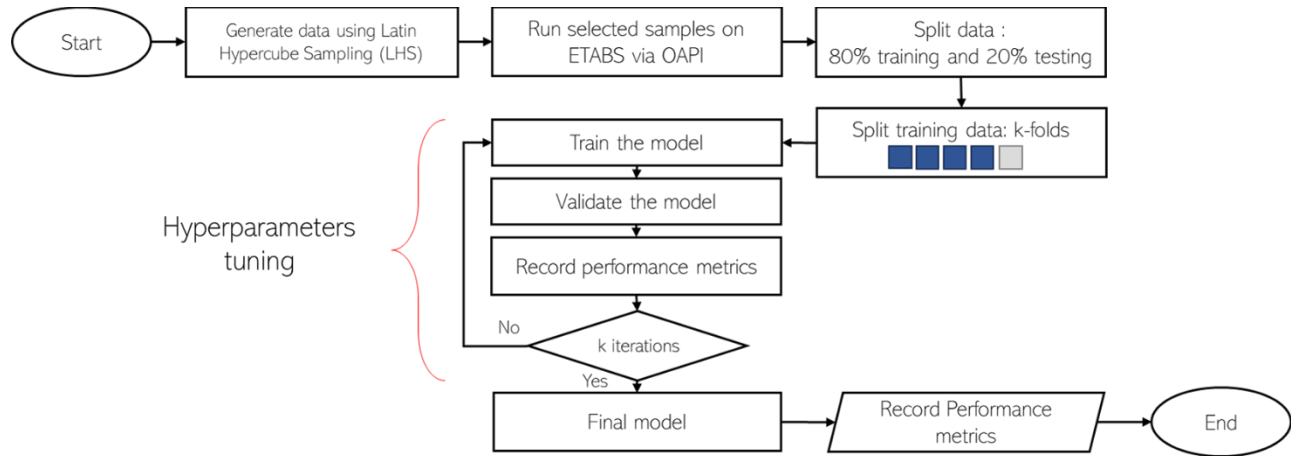 Start
Generate data using Latin
Hypercube Sampling (LHS)
Run selected samples on
ETABS via OAPI
Split data :
80% training and 20% testing
Split training data: k-folds
Train the model
Validate the model
Record performance metrics
Hyperparameters
tuning
No
k iterations
Yes
Final model
Record Performance
metrics
End